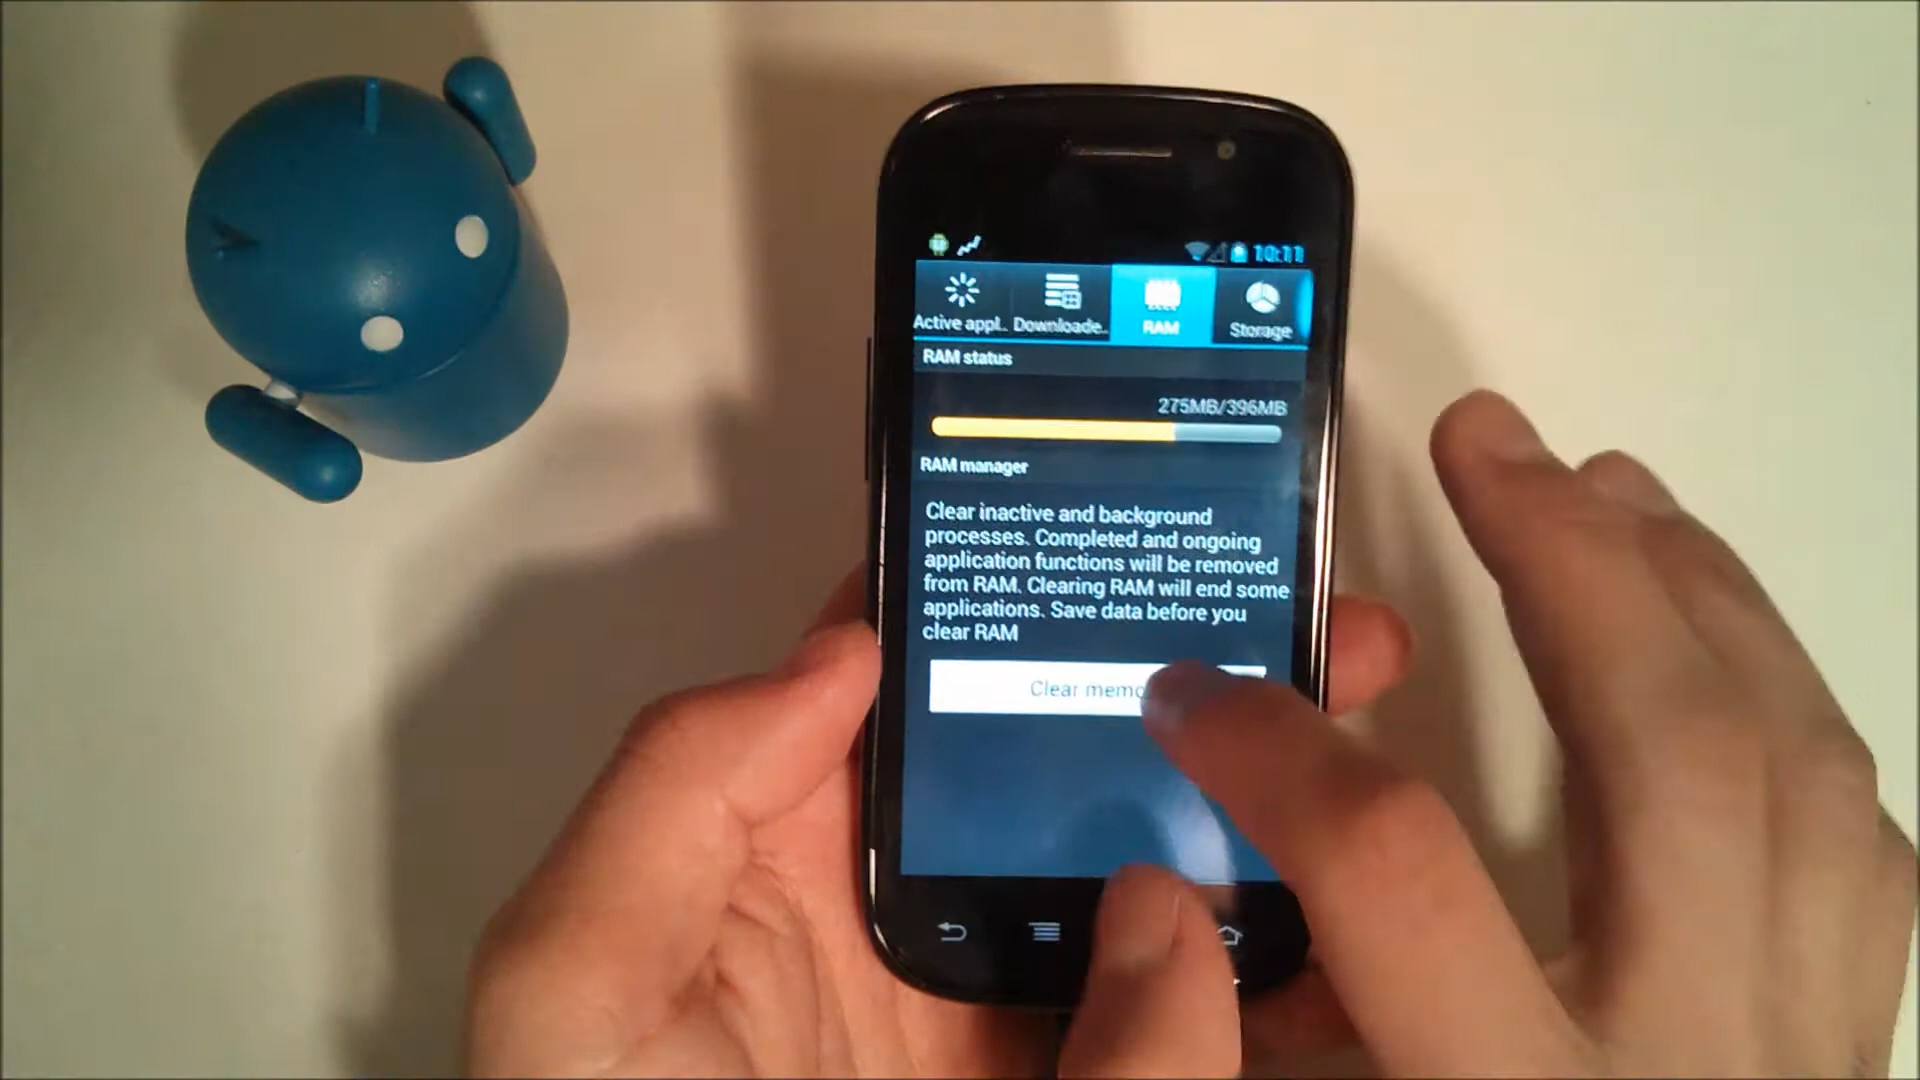 10:11
Active appl.. Downloade.. RAM Storage
RAM status
275MB/396MB
RAM manager
Clear inactive and background
processes. Completed and ongoing
application functions will be removed
from RAM. Clearing RAM will end some
applications. Save data before you
clear RAM
Clear memo